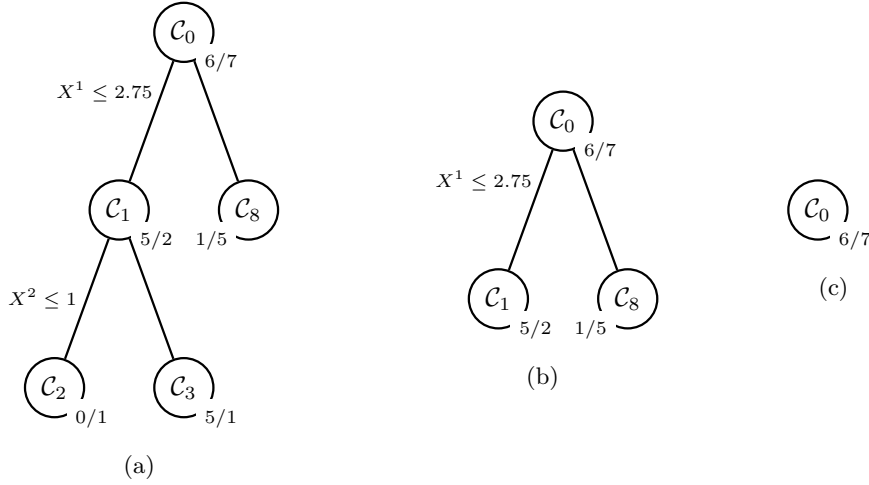 C₀
6/7
X¹ ≤ 2.75
C₁
5/2
1/5
C₈
X² ≤ 1
C₂
0/1
C₃
5/1
(a)
C₀
6/7
X¹ ≤ 2.75
C₁
5/2
1/5
C₈
(b)
C₀
6/7
(c)